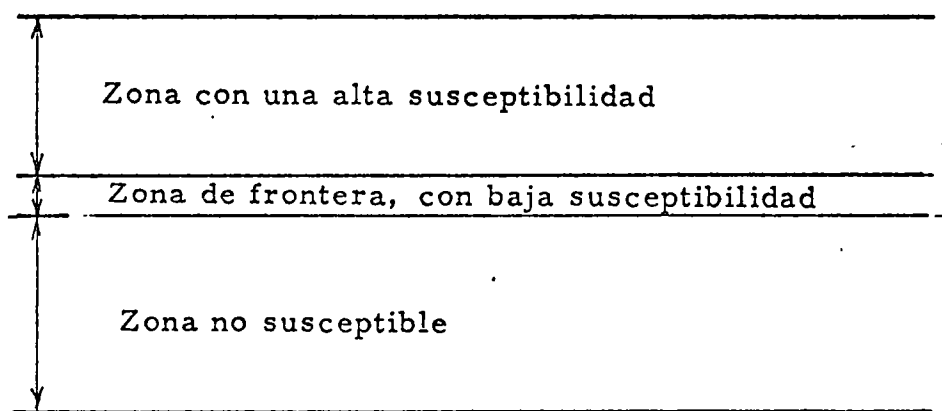 Zona con una alta susceptibilidad
Zona de frontera, con baja susceptibilidad
Zona no susceptible